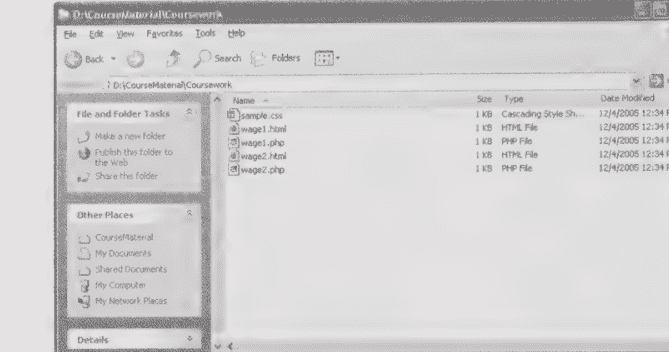 D:\CourseMaterial\Coursework
File Edit View Favorites Tools Help
Back Search Folders
D:\CourseMaterial\Coursework
File and Folder Tasks
Make a new folder
Publish this folder to
the Web
Share this folder
Other Places
CourseMaterial
My Documents
Shared Documents
My Computer
My Network Places
Details
Name Size Type Date Modified
sample.css 1 KB Cascading Style Sh... 12/4/2005 12:34 P
wage1.html 1 KB HTML File 12/4/2005 12:34 P
wage1.php 1 KB PHP File 12/4/2005 12:34 P
wage2.html 1 KB HTML File 12/4/2005 12:34 P
wage2.php 1 KB PHP File 12/4/2005 12:34 P